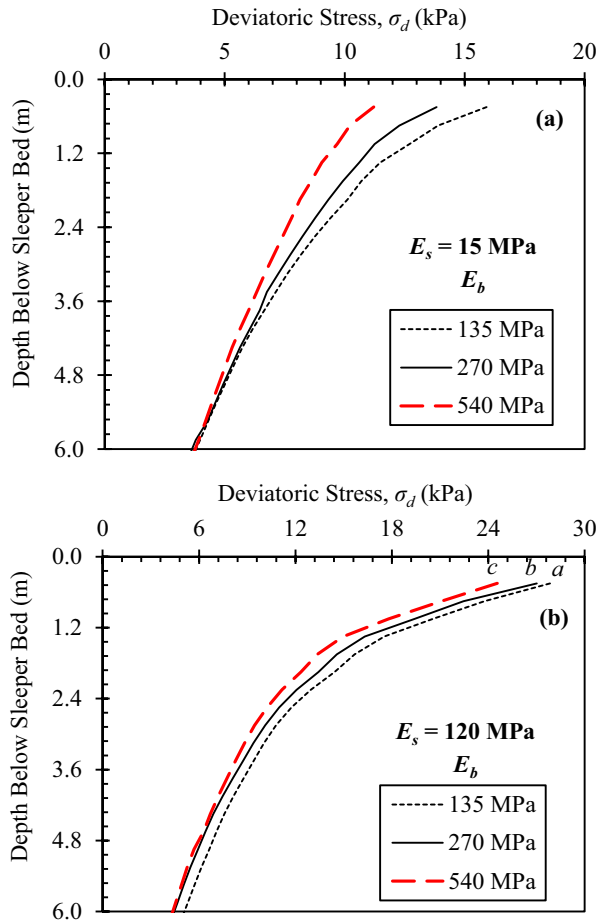 Deviatoric Stress, σd (kPa)
0 5 10 15 20
0.0
1.2
2.4
3.6
4.8
6.0
Depth Below Sleeper Bed (m)
(a)
Es = 15 MPa
Eb
135 MPa
270 MPa
540 MPa
Deviatoric Stress, σd (kPa)
0 6 12 18 24 30
0.0
1.2
2.4
3.6
4.8
6.0
Depth Below Sleeper Bed (m)
c b a
(b)
Es = 120 MPa
Eb
135 MPa
270 MPa
540 MPa